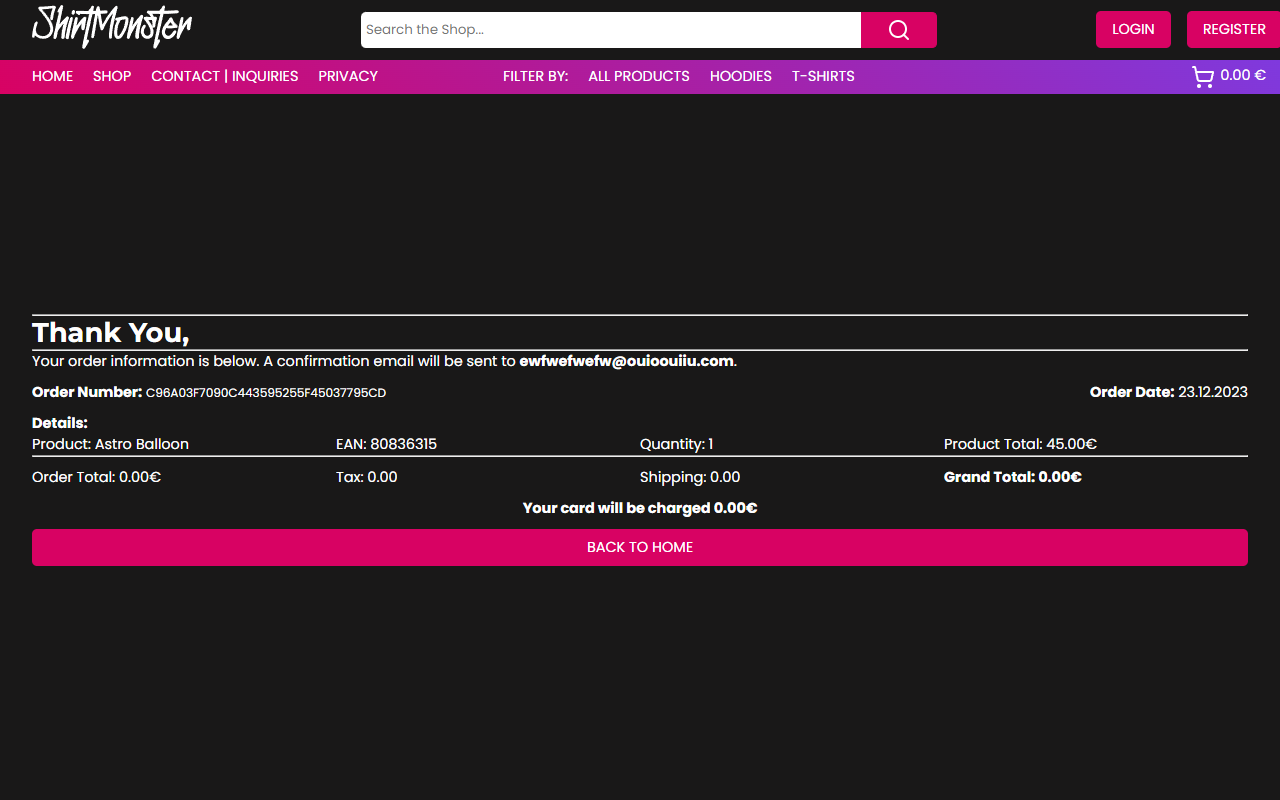 ShirtMonster
Search the Shop...
LOGIN
REGISTER
HOME SHOP CONTACT | INQUIRIES PRIVACY FILTER BY: ALL PRODUCTS HOODIES T-SHIRTS 0.00 €
Thank You,
Your order information is below. A confirmation email will be sent to ewfwefwefw@ouioouiiu.com.
Order Number: C96A03F7090C443595255F45037795CD Order Date: 23.12.2023
Details:
Product: Astro Balloon EAN: 80836315 Quantity: 1 Product Total: 45.00€
Order Total: 0.00€ Tax: 0.00 Shipping: 0.00 Grand Total: 0.00€
Your card will be charged 0.00€
BACK TO HOME